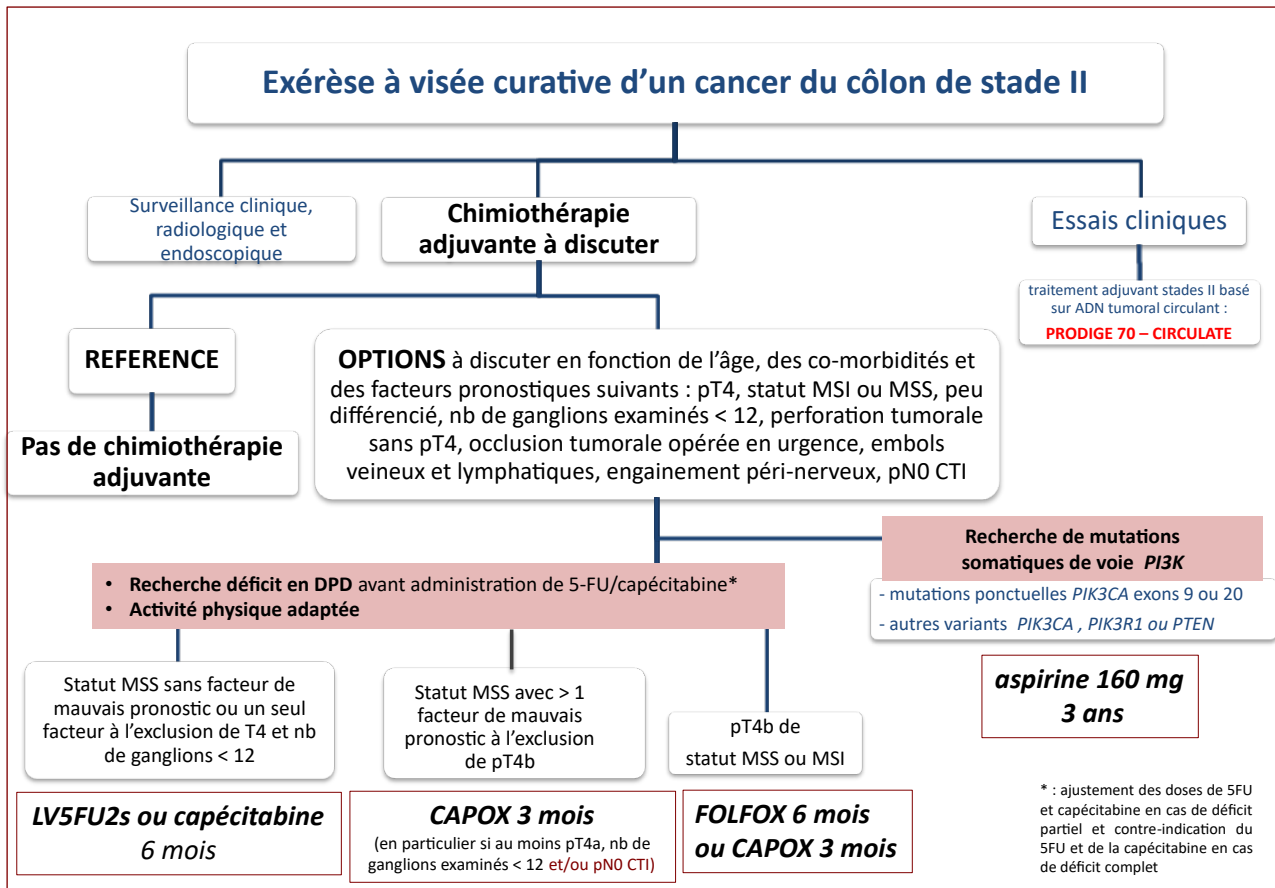 Exérèse à visée curative d’un cancer du côlon de stade II
Surveillance clinique,
radiologique et
endoscopique
Chimiothérapie
adjuvante à discuter
Essais cliniques
traitement adjuvant stades II basé
sur ADN tumoral circulant :
PRODIGE 70 – CIRCULATE
REFERENCE
Pas de chimiothérapie
adjuvante
OPTIONS à discuter en fonction de l’âge, des co-morbidités et
des facteurs pronostiques suivants : pT4, statut MSI ou MSS, peu
différencié, nb de ganglions examinés < 12, perforation tumorale
sans pT4, occlusion tumorale opérée en urgence, embols
veineux et lymphatiques, engainement péri-nerveux, pN0 CTI
Recherche de mutations
somatiques de voie PI3K
- mutations ponctuelles PIK3CA exons 9 ou 20
- autres variants PIK3CA , PIK3R1 ou PTEN
aspirine 160 mg
3 ans
• Recherche déficit en DPD avant administration de 5-FU/capécitabine*
• Activité physique adaptée
Statut MSS sans facteur de
mauvais pronostic ou un seul
facteur à l’exclusion de T4 et nb
de ganglions < 12
LV5FU2s ou capécitabine
6 mois
Statut MSS avec > 1
facteur de mauvais
pronostic à l’exclusion
de pT4b
CAPOX 3 mois
(en particulier si au moins pT4a, nb de
ganglions examinés < 12 et/ou pN0 CTI)
pT4b de
statut MSS ou MSI
FOLFOX 6 mois
ou CAPOX 3 mois
* : ajustement des doses de 5FU
et capécitabine en cas de déficit
partiel et contre-indication du
5FU et de la capécitabine en cas
de déficit complet